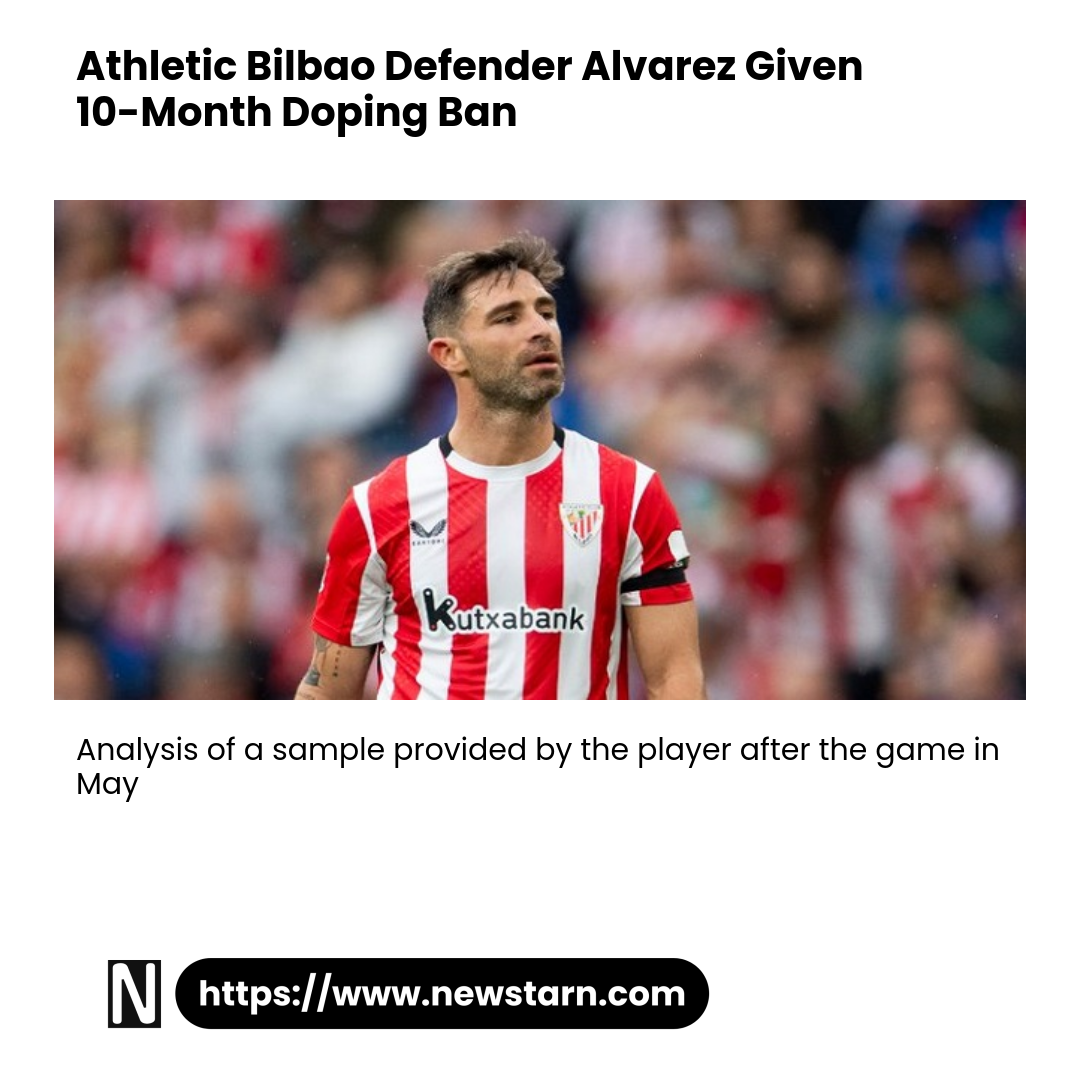 Athletic Bilbao Defender Alvarez Given
10-Month Doping Ban
Kutxabank
Analysis of a sample provided by the player after the game in
May
N
https://www.newstarn.com